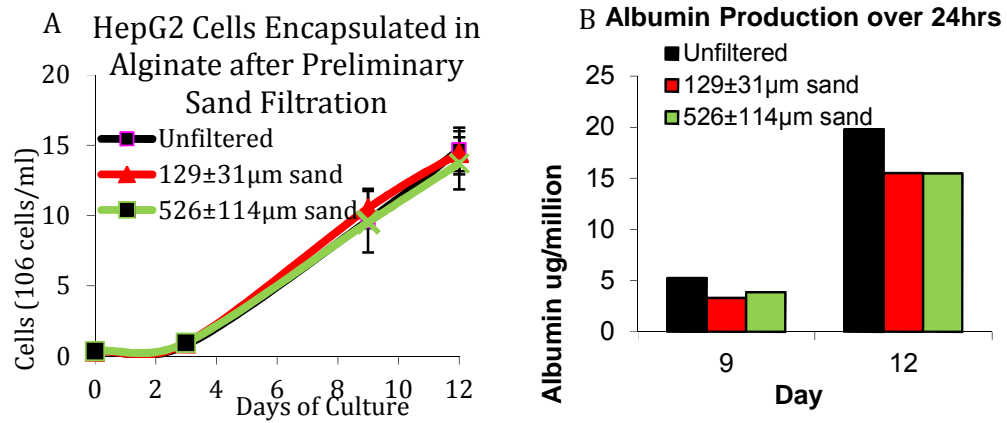 A
HepG2 Cells Encapsulated in
Alginate after Preliminary
Sand Filtration
Unfiltered
129±31µm sand
526±114µm sand
Cells (106 cells/ml)
20
15
10
5
0
0 2 4 6 8 10 12
Days of Culture
B Albumin Production over 24hrs
Unfiltered
129±31µm sand
526±114µm sand
Albumin ug/million
25
20
15
10
5
0
9 12
Day